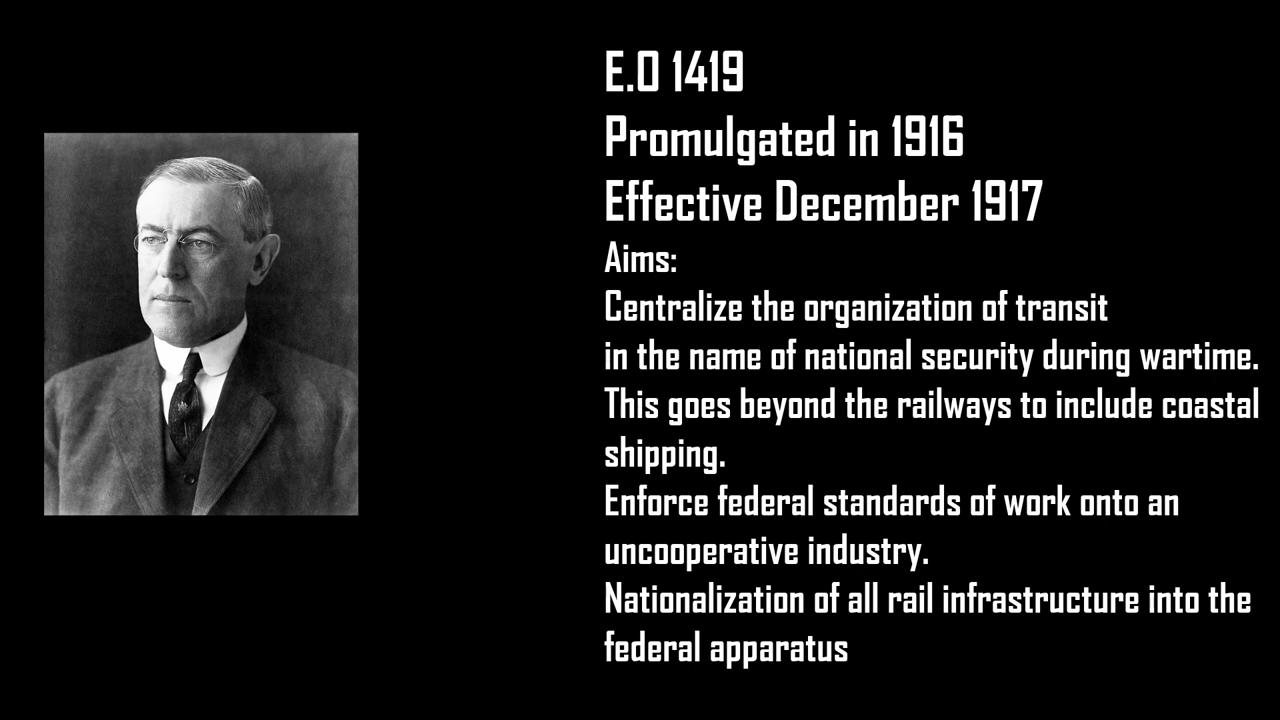 E.O 1419
Promulgated in 1916
Effective December 1917
Aims:
Centralize the organization of transit
in the name of national security during wartime.
This goes beyond the railways to include coastal
shipping.
Enforce federal standards of work onto an
uncooperative industry.
Nationalization of all rail infrastructure into the
federal apparatus